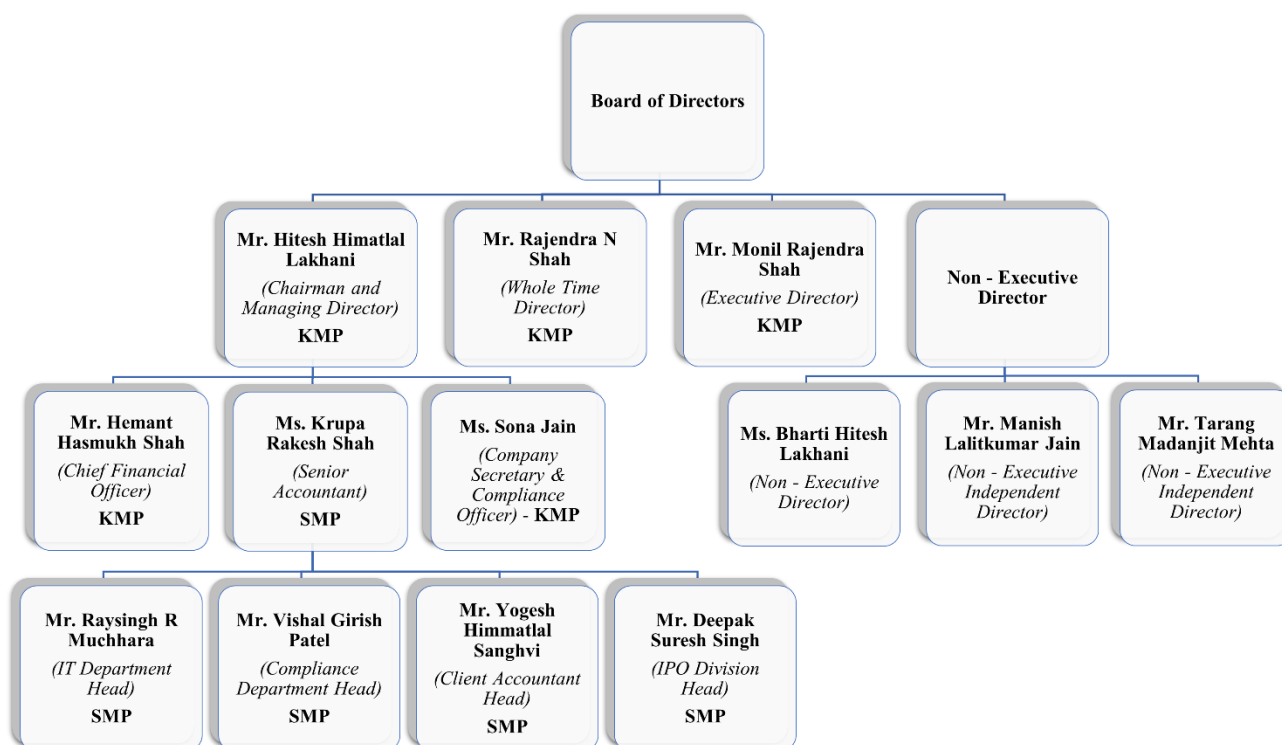 Board of Directors
Mr. Hitesh Himatlal
Lakhani
(Chairman and
Managing Director)
KMP
Mr. Rajendra N
Shah
(Whole Time
Director)
KMP
Mr. Monil Rajendra
Shah
(Executive Director)
KMP
Non - Executive
Director
Mr. Hemant
Hasmukh Shah
(Chief Financial
Officer)
KMP
Ms. Krupa
Rakesh Shah
(Senior
Accountant)
SMP
Ms. Sona Jain
(Company
Secretary &
Compliance
Officer) - KMP
Ms. Bharti Hitesh
Lakhani
(Non - Executive
Director)
Mr. Manish
Lalitkumar Jain
(Non - Executive
Independent
Director)
Mr. Tarang
Madanjit Mehta
(Non - Executive
Independent
Director)
Mr. Raysingh R
Muchhara
(IT Department
Head)
SMP
Mr. Vishal Girish
Patel
(Compliance
Department Head)
SMP
Mr. Yogesh
Himmatlal
Sanghvi
(Client Accountant
Head)
SMP
Mr. Deepak
Suresh Singh
(IPO Division
Head)
SMP